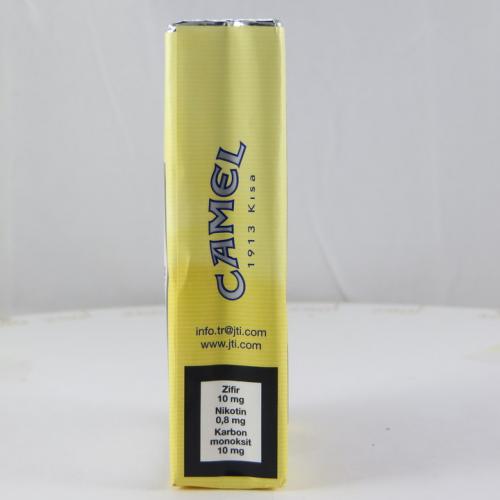 CAMEL
1913 Kısa
info.tr@jti.com
www.jti.com
Zifir
10 mg
Nikotin
0,8 mg
Karbon
monoksit
10 mg